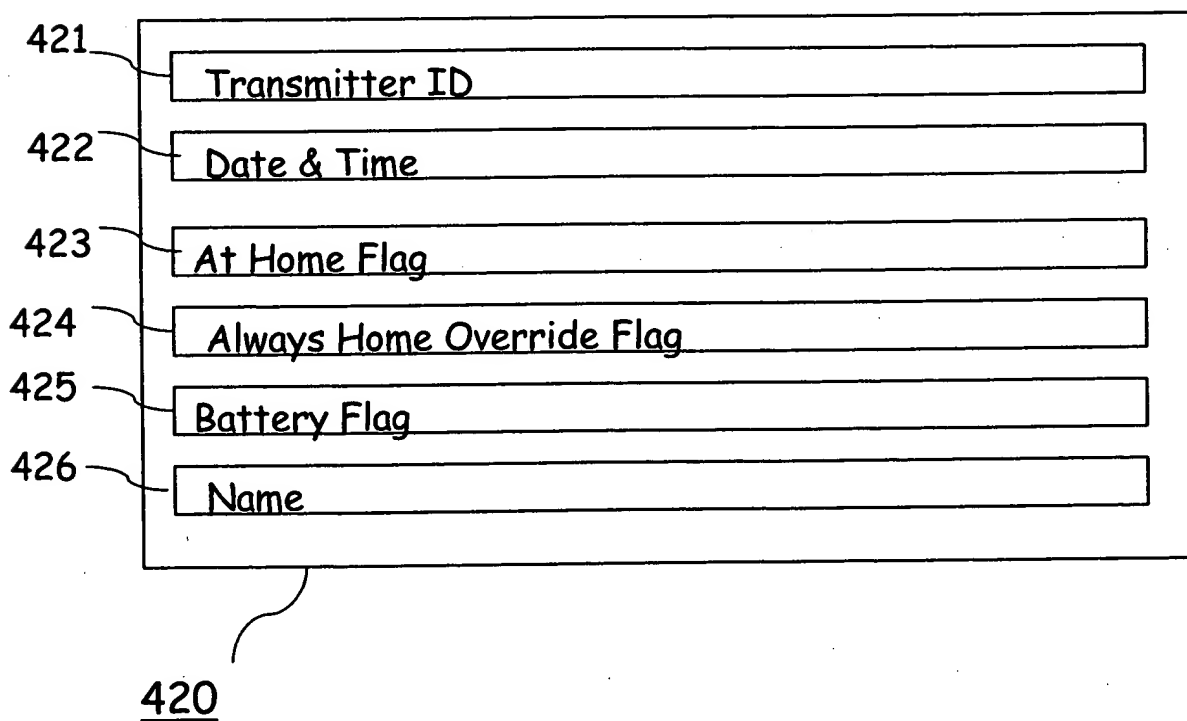 421
Transmitter ID
422
Date & Time
423
At Home Flag
424
Always Home Override Flag
425
Battery Flag
426
Name
420